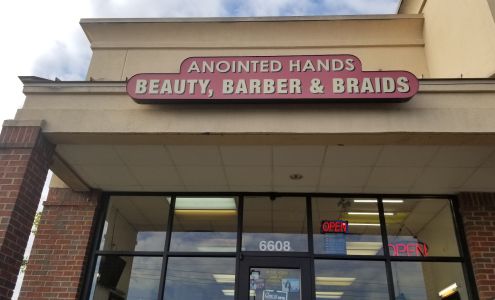 ANOINTED HANDS
BEAUTY, BARBER & BRAIDS
OPEN
6608
OPEN